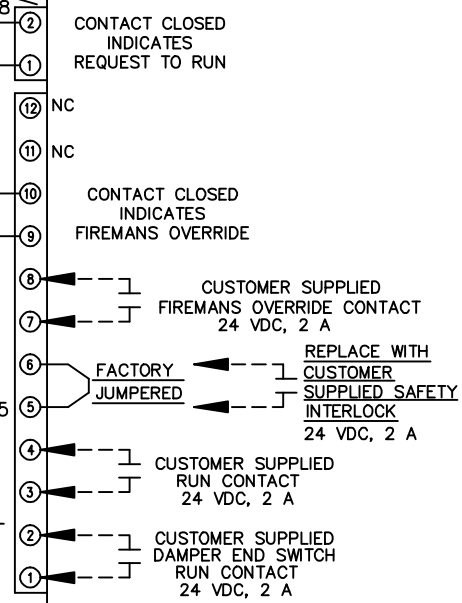 8
2
CONTACT CLOSED
INDICATES
REQUEST TO RUN
1
12 NC
11 NC
10
CONTACT CLOSED
INDICATES
FIREMANS OVERRIDE
9
8
CUSTOMER SUPPLIED
FIREMANS OVERRIDE CONTACT
24 VDC, 2 A
7
6
FACTORY
JUMPERED
REPLACE WITH
CUSTOMER
SUPPLIED SAFETY
INTERLOCK
24 VDC, 2 A
5
5
4
CUSTOMER SUPPLIED
RUN CONTACT
24 VDC, 2 A
3
2
CUSTOMER SUPPLIED
DAMPER END SWITCH
RUN CONTACT
24 VDC, 2 A
1